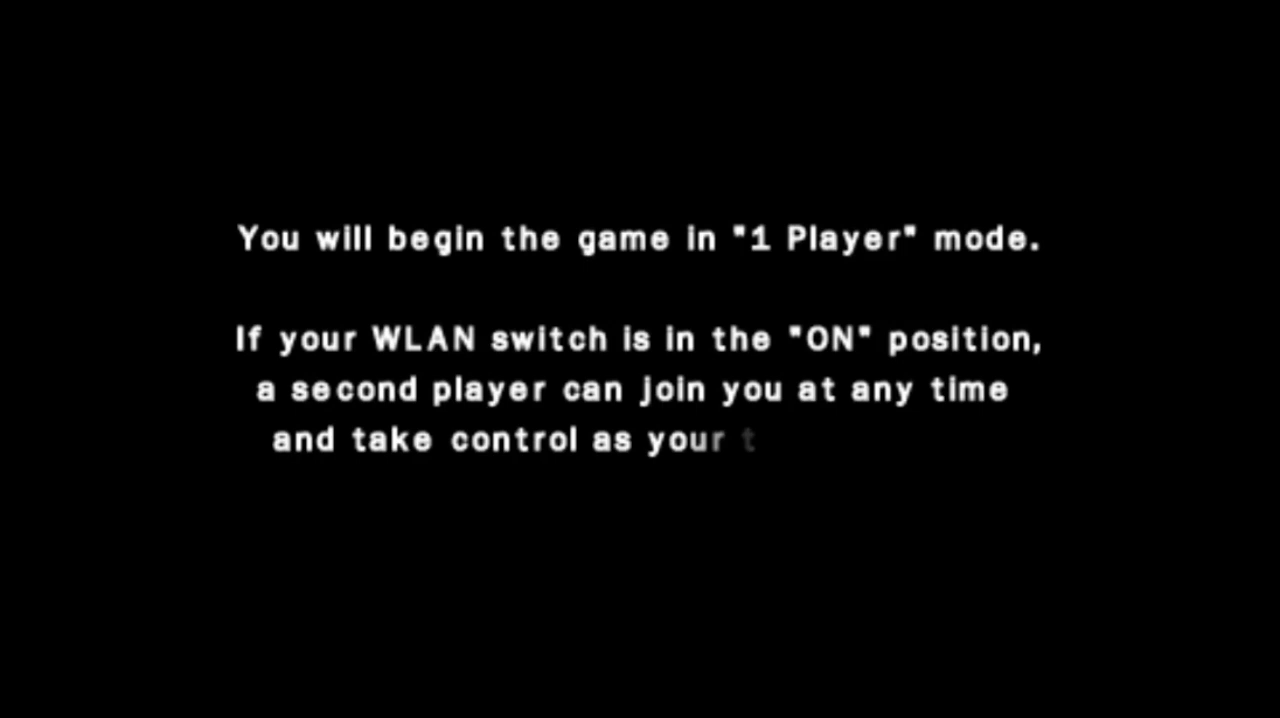 You will begin the game in "1 Player" mode.
If your WLAN switch is in the "ON" position,
a second player can join you at any time
and take control as your t